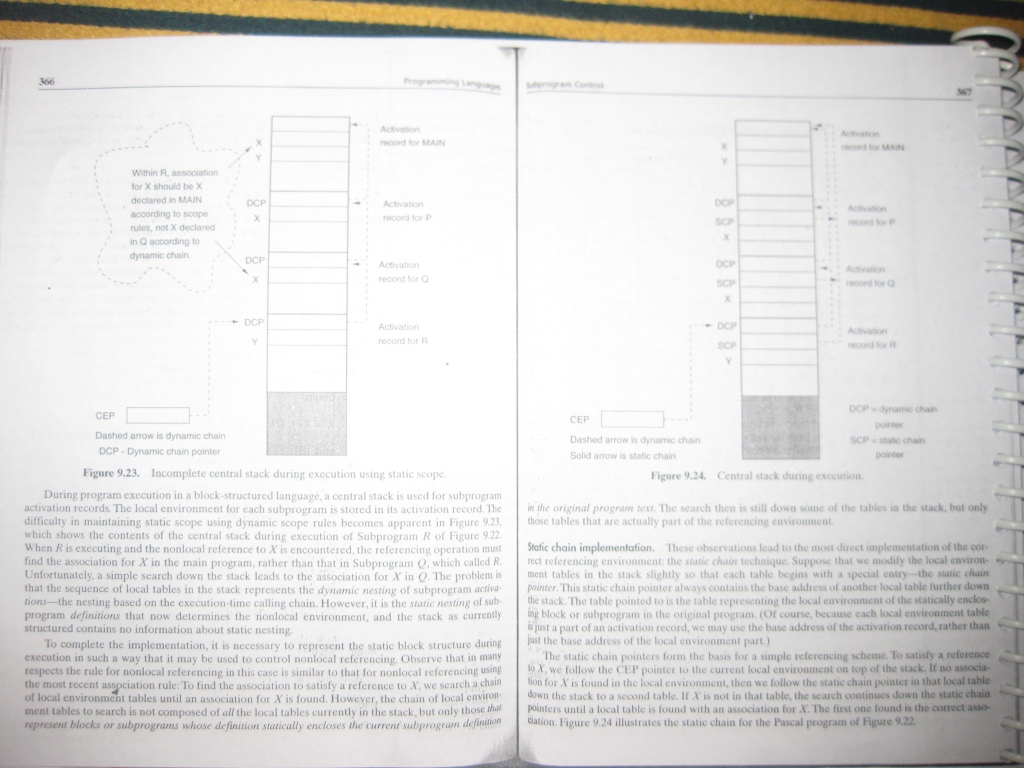 366
Programming Languages
X
Y
Activation
record for MAIN
Within R, association
for X should be X
declared in MAIN
according to scope
rules, not X declared
in Q according to
dynamic chain.
DCP
X
Activation
record for P
DCP
X
Activation
record for Q
DCP
Y
Activation
record for R
CEP
Dashed arrow is dynamic chain
DCP - Dynamic chain pointer
Figure 9.23. Incomplete central stack during execution using static scope.
During program execution in a block-structured language, a central stack is used for subprogram
activation records. The local environment for each subprogram is stored in its activation record. The
difficulty in maintaining static scope using dynamic scope rules becomes apparent in Figure 9.23,
which shows the contents of the central stack during execution of Subprogram R of Figure 9.22.
When R is executing and the nonlocal reference to X is encountered, the referencing operation must
find the association for X in the main program, rather than that in Subprogram Q, which called R.
Unfortunately, a simple search down the stack leads to the association for X in Q. The problem is
that the sequence of local tables in the stack represents the dynamic nesting of subprogram activa-
tions—the nesting based on the execution-time calling chain. However, it is the static nesting of sub-
program definitions that now determines the nonlocal environment, and the stack as currently
structured contains no information about static nesting.
To complete the implementation, it is necessary to represent the static block structure during
execution in such a way that it may be used to control nonlocal referencing. Observe that in many
respects the rule for nonlocal referencing in this case is similar to that for nonlocal referencing using
the most recent association rule: To find the association to satisfy a reference to X, we search a chain
of local environment tables until an association for X is found. However, the chain of local environ-
ment tables to search is not composed of all the local tables currently in the stack, but only those that
represent blocks or subprograms whose definition statically encloses the current subprogram definition
Subprogram Control
367
X
Y
Activation
record for MAIN
DCP
SCP
X
Activation
record for P
DCP
SCP
X
Activation
record for Q
DCP
SCP
Y
Activation
record for R
CEP
Dashed arrow is dynamic chain
Solid arrow is static chain
DCP = dynamic chain
pointer
SCP = static chain
pointer
Figure 9.24. Central stack during execution.
in the original program text. The search then is still down some of the tables in the stack, but only
those tables that are actually part of the referencing environment.
Static chain implementation. These observations lead to the most direct implementation of the cor-
rect referencing environment: the static chain technique. Suppose that we modify the local environ-
ment tables in the stack slightly so that each table begins with a special entry—the static chain
pointer. This static chain pointer always contains the base address of another local table further down
the stack. The table pointed to is the table representing the local environment of the statically enclos-
ing block or subprogram in the original program. (Of course, because each local environment table
is just a part of an activation record, we may use the base address of the activation record, rather than
just the base address of the local environment part.)
The static chain pointers form the basis for a simple referencing scheme. To satisfy a reference
to X, we follow the CEP pointer to the current local environment on top of the stack. If no associa-
tion for X is found in the local environment, then we follow the static chain pointer in that local table
down the stack to a second table. If X is not in that table, the search continues down the static chain
pointers until a local table is found with an association for X. The first one found is the correct asso-
ciation. Figure 9.24 illustrates the static chain for the Pascal program of Figure 9.22.